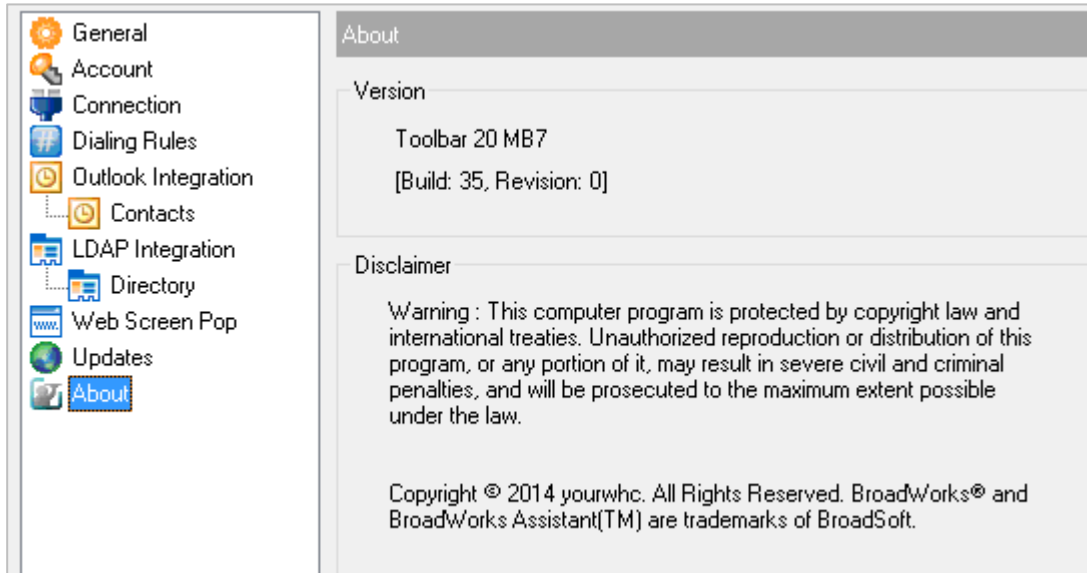 General
Account
Connection
Dialing Rules
Outlook Integration
Contacts
LDAP Integration
Directory
www.
Web Screen Pop
Updates
About
About
Version
Toolbar 20 MB7
[Build: 35, Revision: 0]
Disclaimer
Warning : This computer program is protected by copyright law and
international treaties. Unauthorized reproduction or distribution of this
program, or any portion of it, may result in severe civil and criminal
penalties, and will be prosecuted to the maximum extent possible
under the law.
Copyright © 2014 yourwhc. All Rights Reserved. BroadWorks® and
BroadWorks Assistant(TM) are trademarks of BroadSoft.